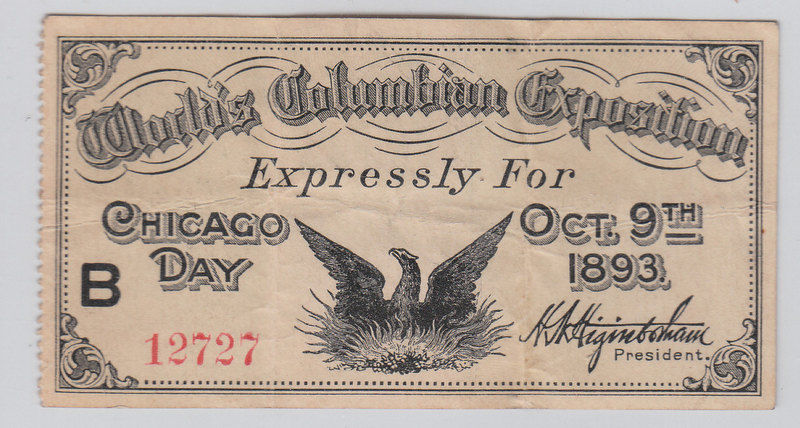 World's Columbian Exposition
Expressly For
CHICAGO DAY
OCT. 9TH 1893.
B
12727
H. N. Higinbotham
President.